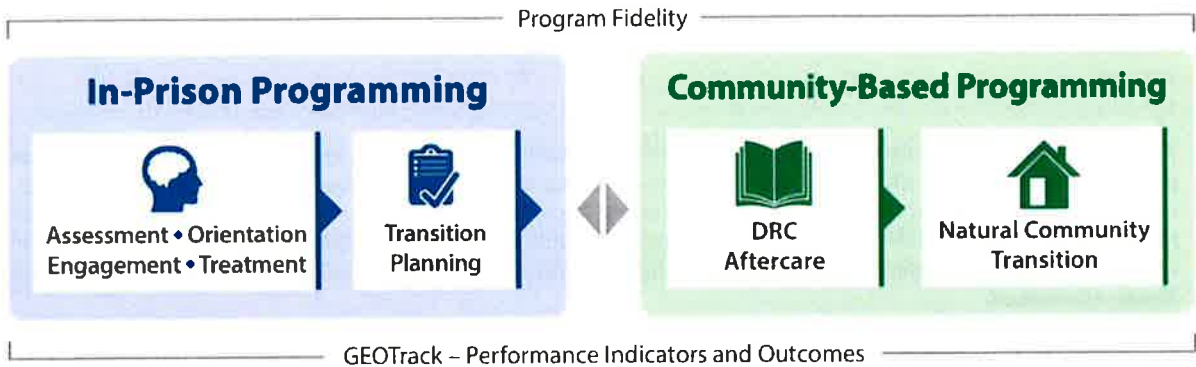 Program Fidelity
In-Prison Programming
Assessment • Orientation
Engagement • Treatment
Transition
Planning
Community-Based Programming
DRC
Aftercare
Natural Community
Transition
GEOTrack – Performance Indicators and Outcomes